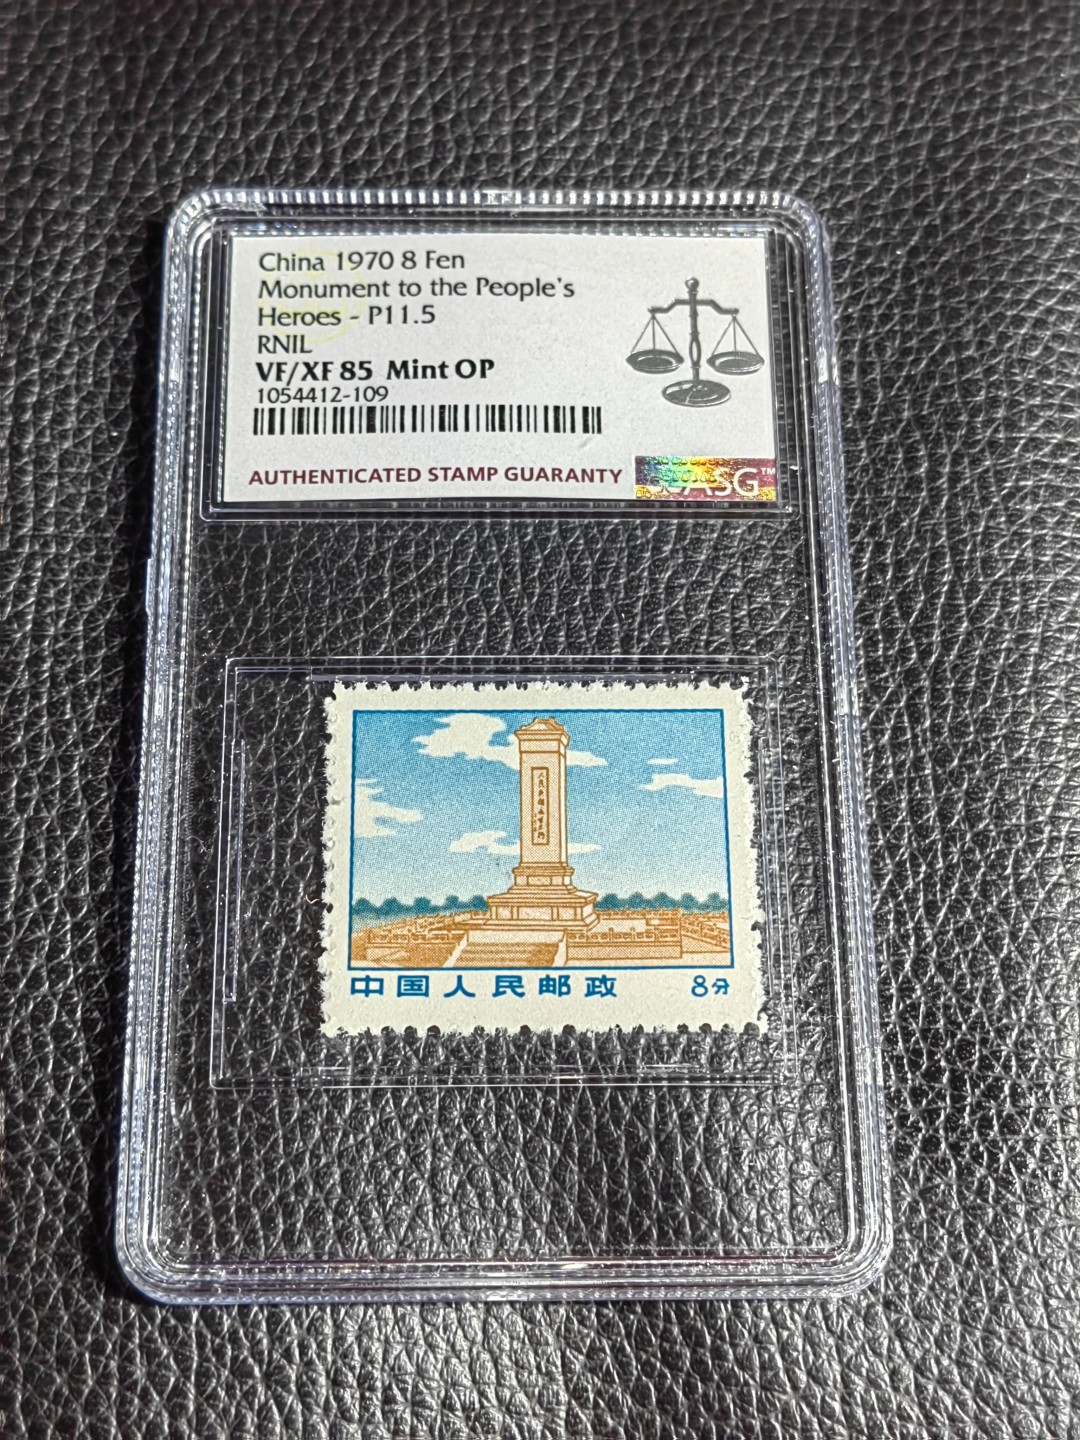 China 1970 8 Fen
Monument to the People's
Heroes - P11.5
RNIL
VF/XF 85 Mint OP
1054412-109
AUTHENTICATED STAMP GUARANTY
ASG™
中国人民邮政 8分